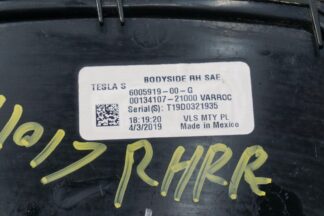 BODYSIDE RH SAE
TESLA S 6005919-00-G
00134107-21000 VARROC
Serial(S): T19D0321935
18:19:20 VLS MTY PL
4/3/2019 Made in Mexico
1017 RHRR